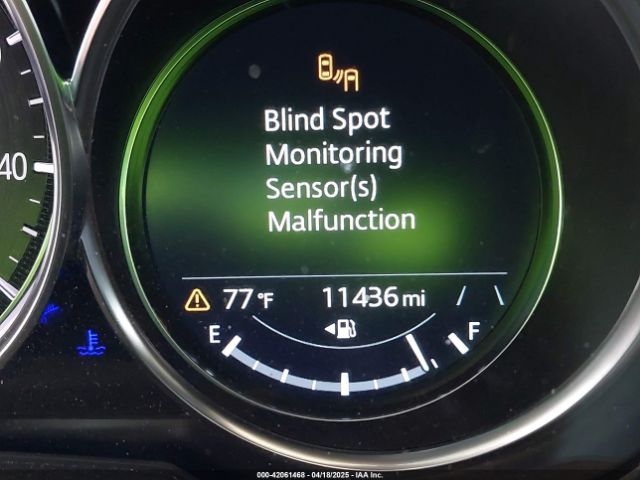 Blind Spot
Monitoring
Sensor(s)
Malfunction
40
77°F 11436 mi
E F
000-42061468 | 04/18/2025 | IAA Inc.